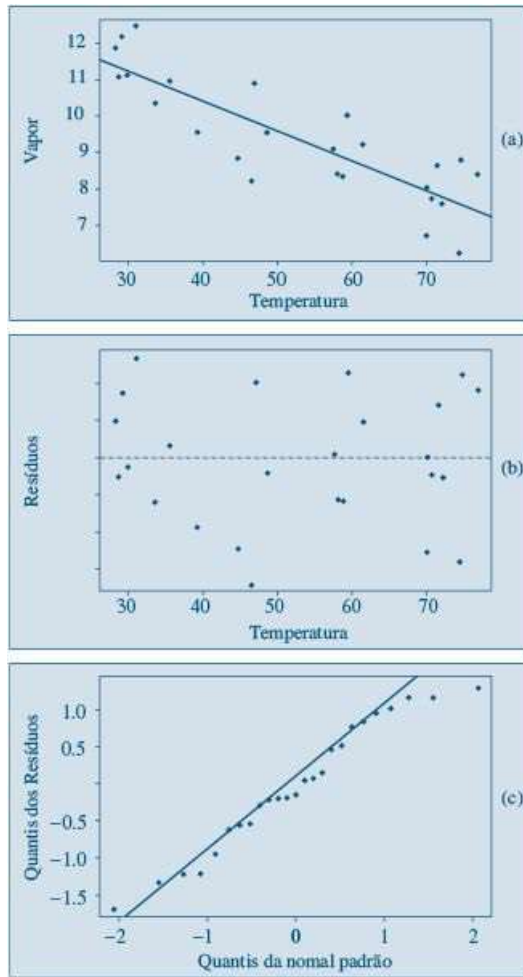 12
11
10
9
8
7
Vapor
(a)
30 40 50 60 70
Temperatura
Resíduos
(b)
30 40 50 60 70
Temperatura
1.0
0.5
−0.5
−1.0
−1.5
Quantis dos Resíduos
(c)
−2 −1 0 1 2
Quantis da nomal padrão